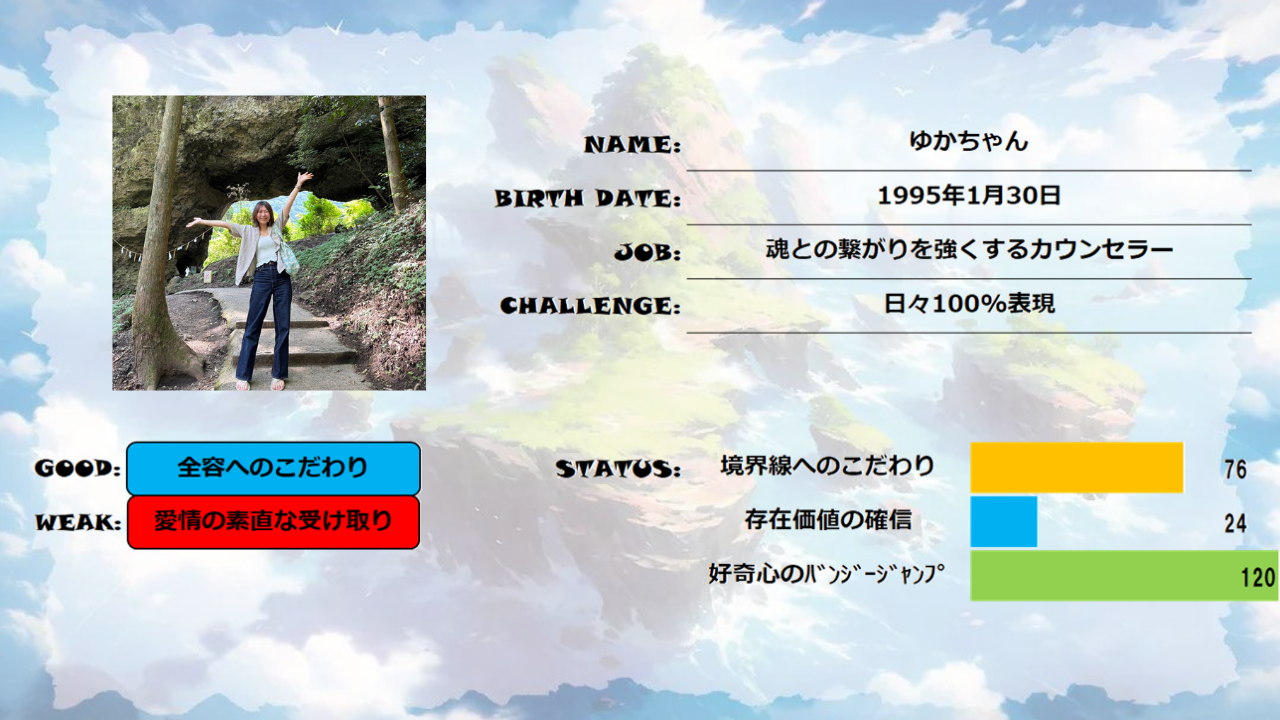 NAME: ゆかちゃん
BIRTH DATE: 1995年1月30日
JOB: 魂との繋がりを強くするカウンセラー
CHALLENGE: 日々100%表現
GOOD: 全容へのこだわり
WEAK: 愛情の素直な受け取り
STATUS: 境界線へのこだわり 76
存在価値の確信 24
好奇心のﾊﾞﾝｼﾞｰｼﾞｬﾝﾌﾟ 120